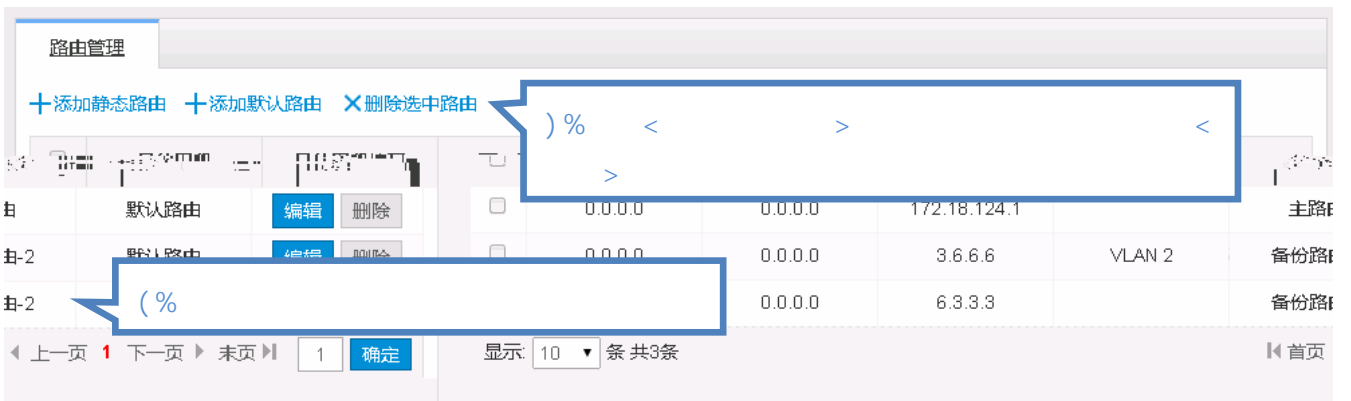 路由管理
添加静态路由 添加默认路由 删除选中路由
)% < > <
>
由 默认路由 编辑 删除 0.0.0.0 0.0.0.0 172.18.124.1 主路由
由-2 默认路由 编辑 删除 0.0.0.0 0.0.0.0 3.6.6.6 VLAN 2 备份路由
由-2 (% 0.0.0.0 6.3.3.3 备份路由
上一页 1 下一页 末页 1 确定 显示: 10 条 共3条 首页